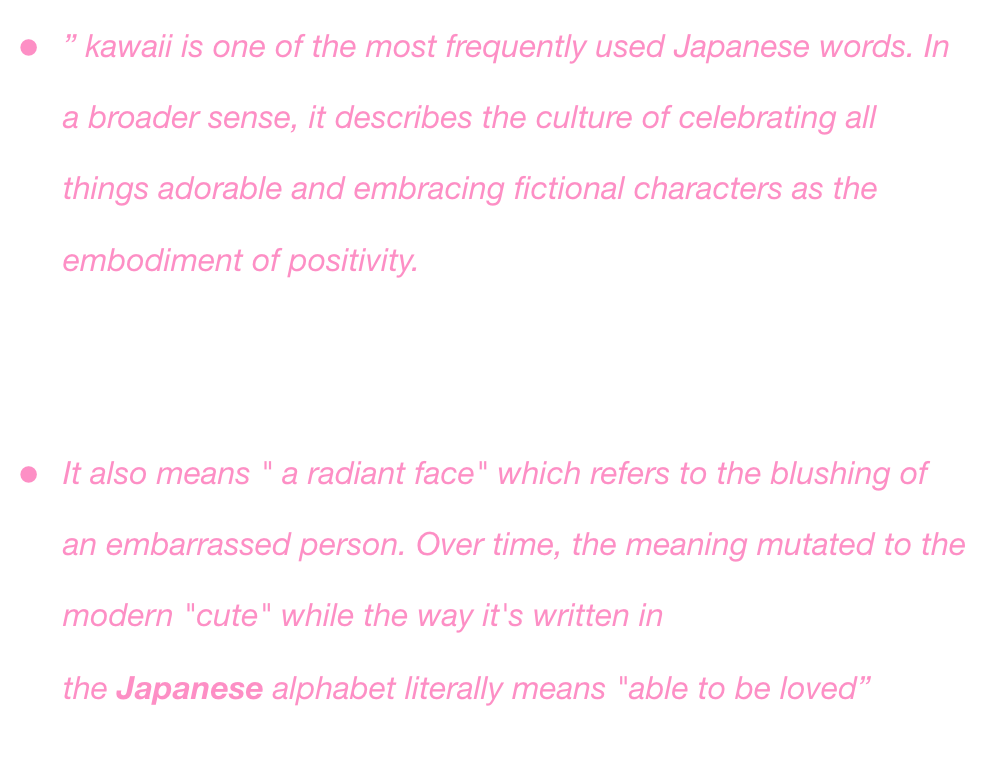 • ” kawaii is one of the most frequently used Japanese words. In
a broader sense, it describes the culture of celebrating all
things adorable and embracing fictional characters as the
embodiment of positivity.
• It also means " a radiant face" which refers to the blushing of
an embarrassed person. Over time, the meaning mutated to the
modern "cute" while the way it's written in
the Japanese alphabet literally means "able to be loved”